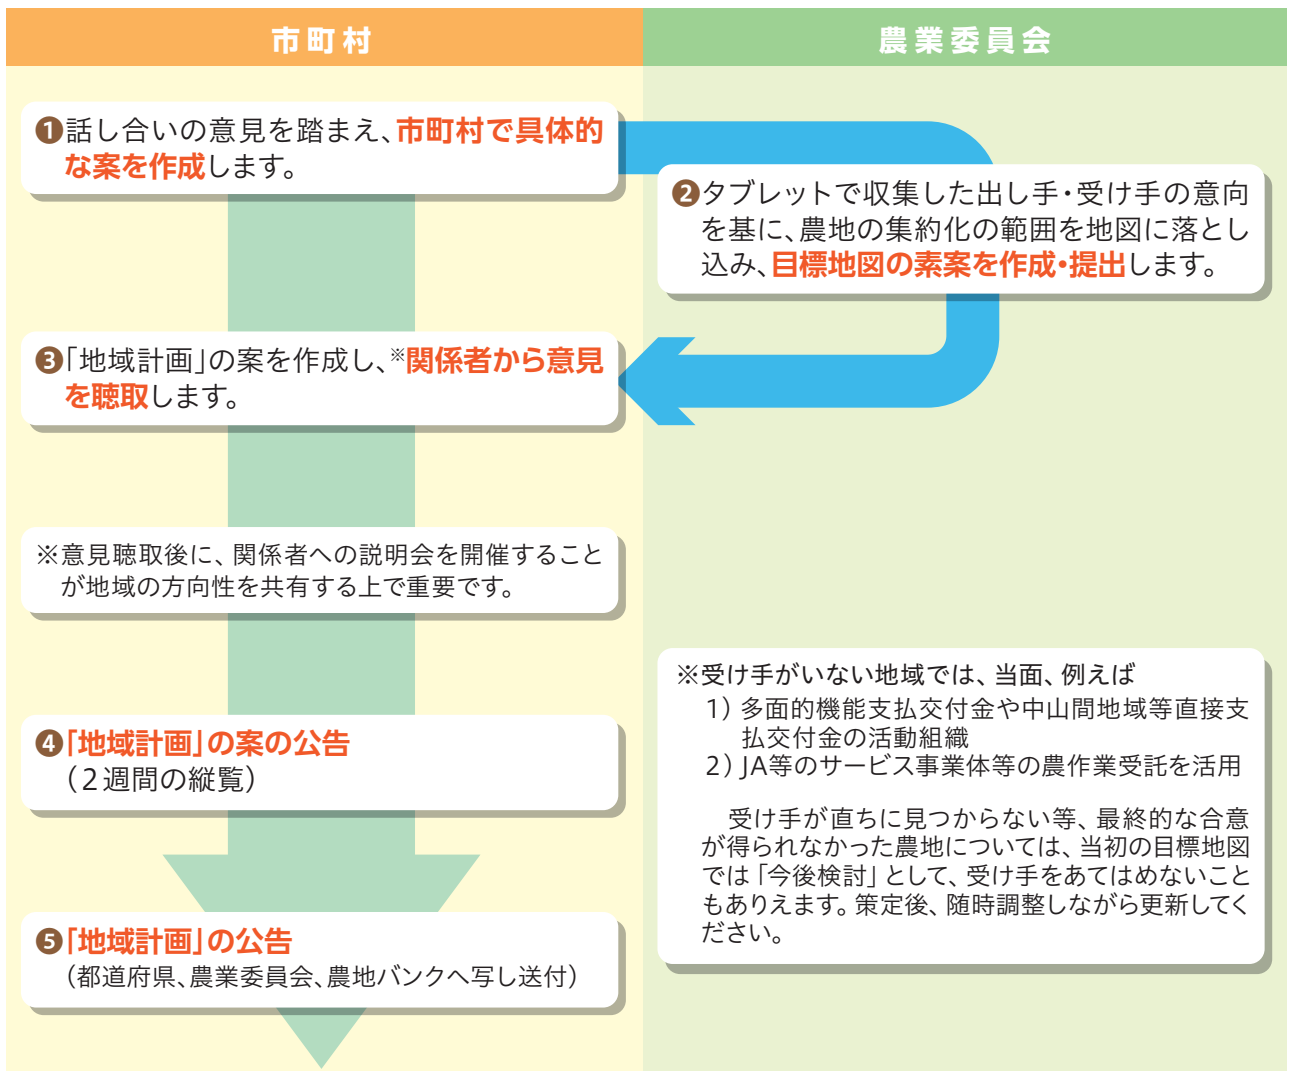 市町村
農業委員会
❶話し合いの意見を踏まえ、市町村で具体的
な案を作成します。
❷タブレットで収集した出し手・受け手の意向
を基に、農地の集約化の範囲を地図に落とし
込み、目標地図の素案を作成・提出します。
❸「地域計画」の案を作成し、※関係者から意見
を聴取します。
※意見聴取後に、関係者への説明会を開催すること
が地域の方向性を共有する上で重要です。
❹「地域計画」の案の公告
（２週間の縦覧）
❺「地域計画」の公告
（都道府県、農業委員会、農地バンクへ写し送付）
※受け手がいない地域では、当面、例えば
１）多面的機能支払交付金や中山間地域等直接支
払交付金の活動組織
２）JA等のサービス事業体等の農作業受託を活用
受け手が直ちに見つからない等、最終的な合意
が得られなかった農地については、当初の目標地図
では「今後検討」として、受け手をあてはめないこと
もありえます。策定後、随時調整しながら更新してく
ださい。